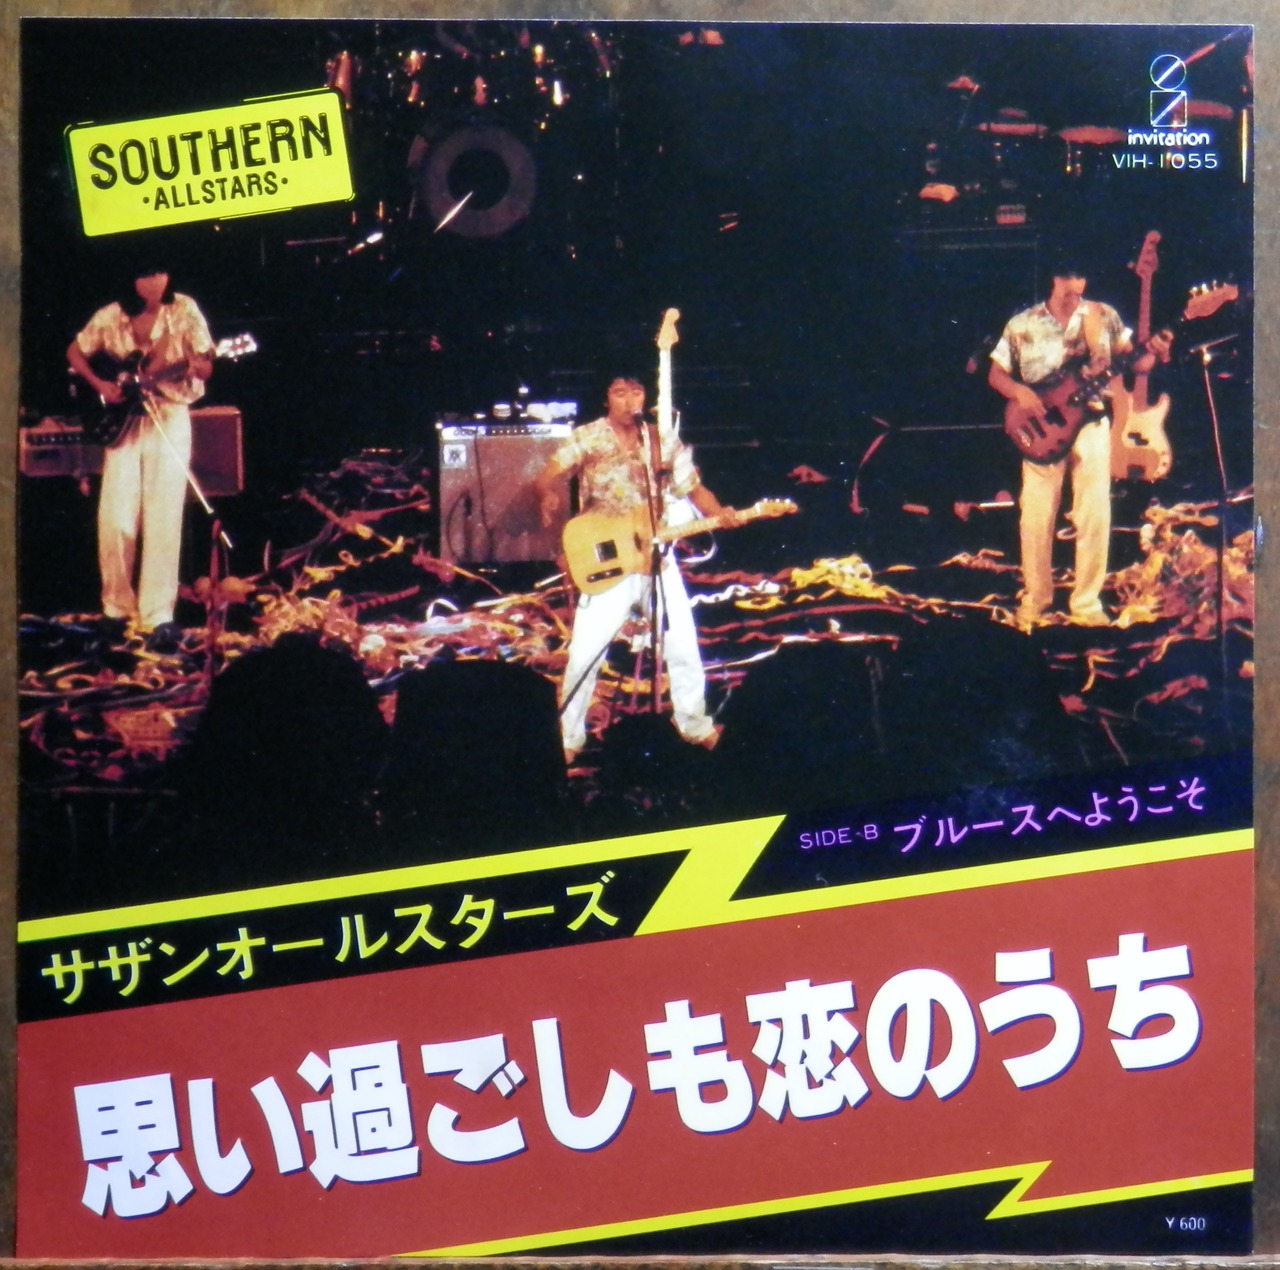 SOUTHERN
・ALLSTARS・
invitation
VIH-1055
SIDE-B ブルースへようこそ
サザンオールスターズ
思い過ごしも恋のうち
¥600